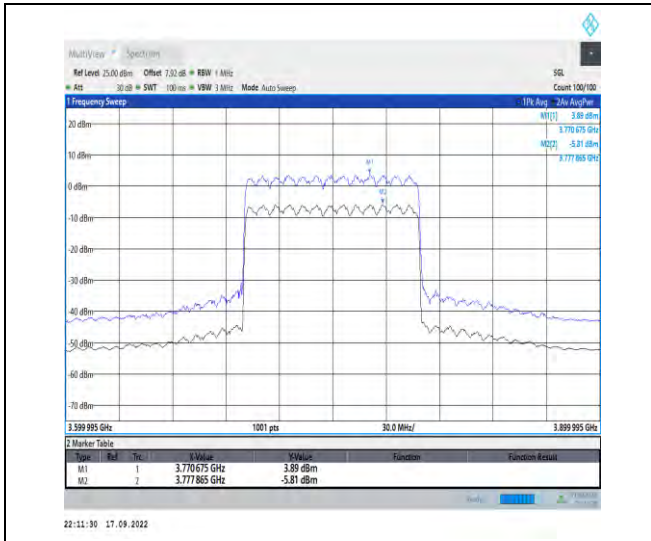 MultiView Spectrum
Ref Level 25.00 dBm Offset 7.92 dB RBW 1 MHz SGL
Att 30 dB SWT 100 ms VBW 3 MHz Mode Auto Sweep Count 100/100
1 Frequency Sweep 1Pk Avg 2Av AvgPwr
M1[1] 3.89 dBm
3.770 675 GHz
M2[2] -5.81 dBm
3.777 865 GHz
20 dBm
10 dBm
0 dBm
-10 dBm
-20 dBm
-30 dBm
-40 dBm
-50 dBm
-60 dBm
-70 dBm
M1
M2
3.599 995 GHz 1001 pts 30.0 MHz/ 3.899 995 GHz
2 Marker Table
Type Ref Trc X-Value Y-Value Function Function Result
M1 1 3.770675 GHz 3.89 dBm
M2 2 3.777865 GHz -5.81 dBm
Ready
22:11:30 17.09.2022